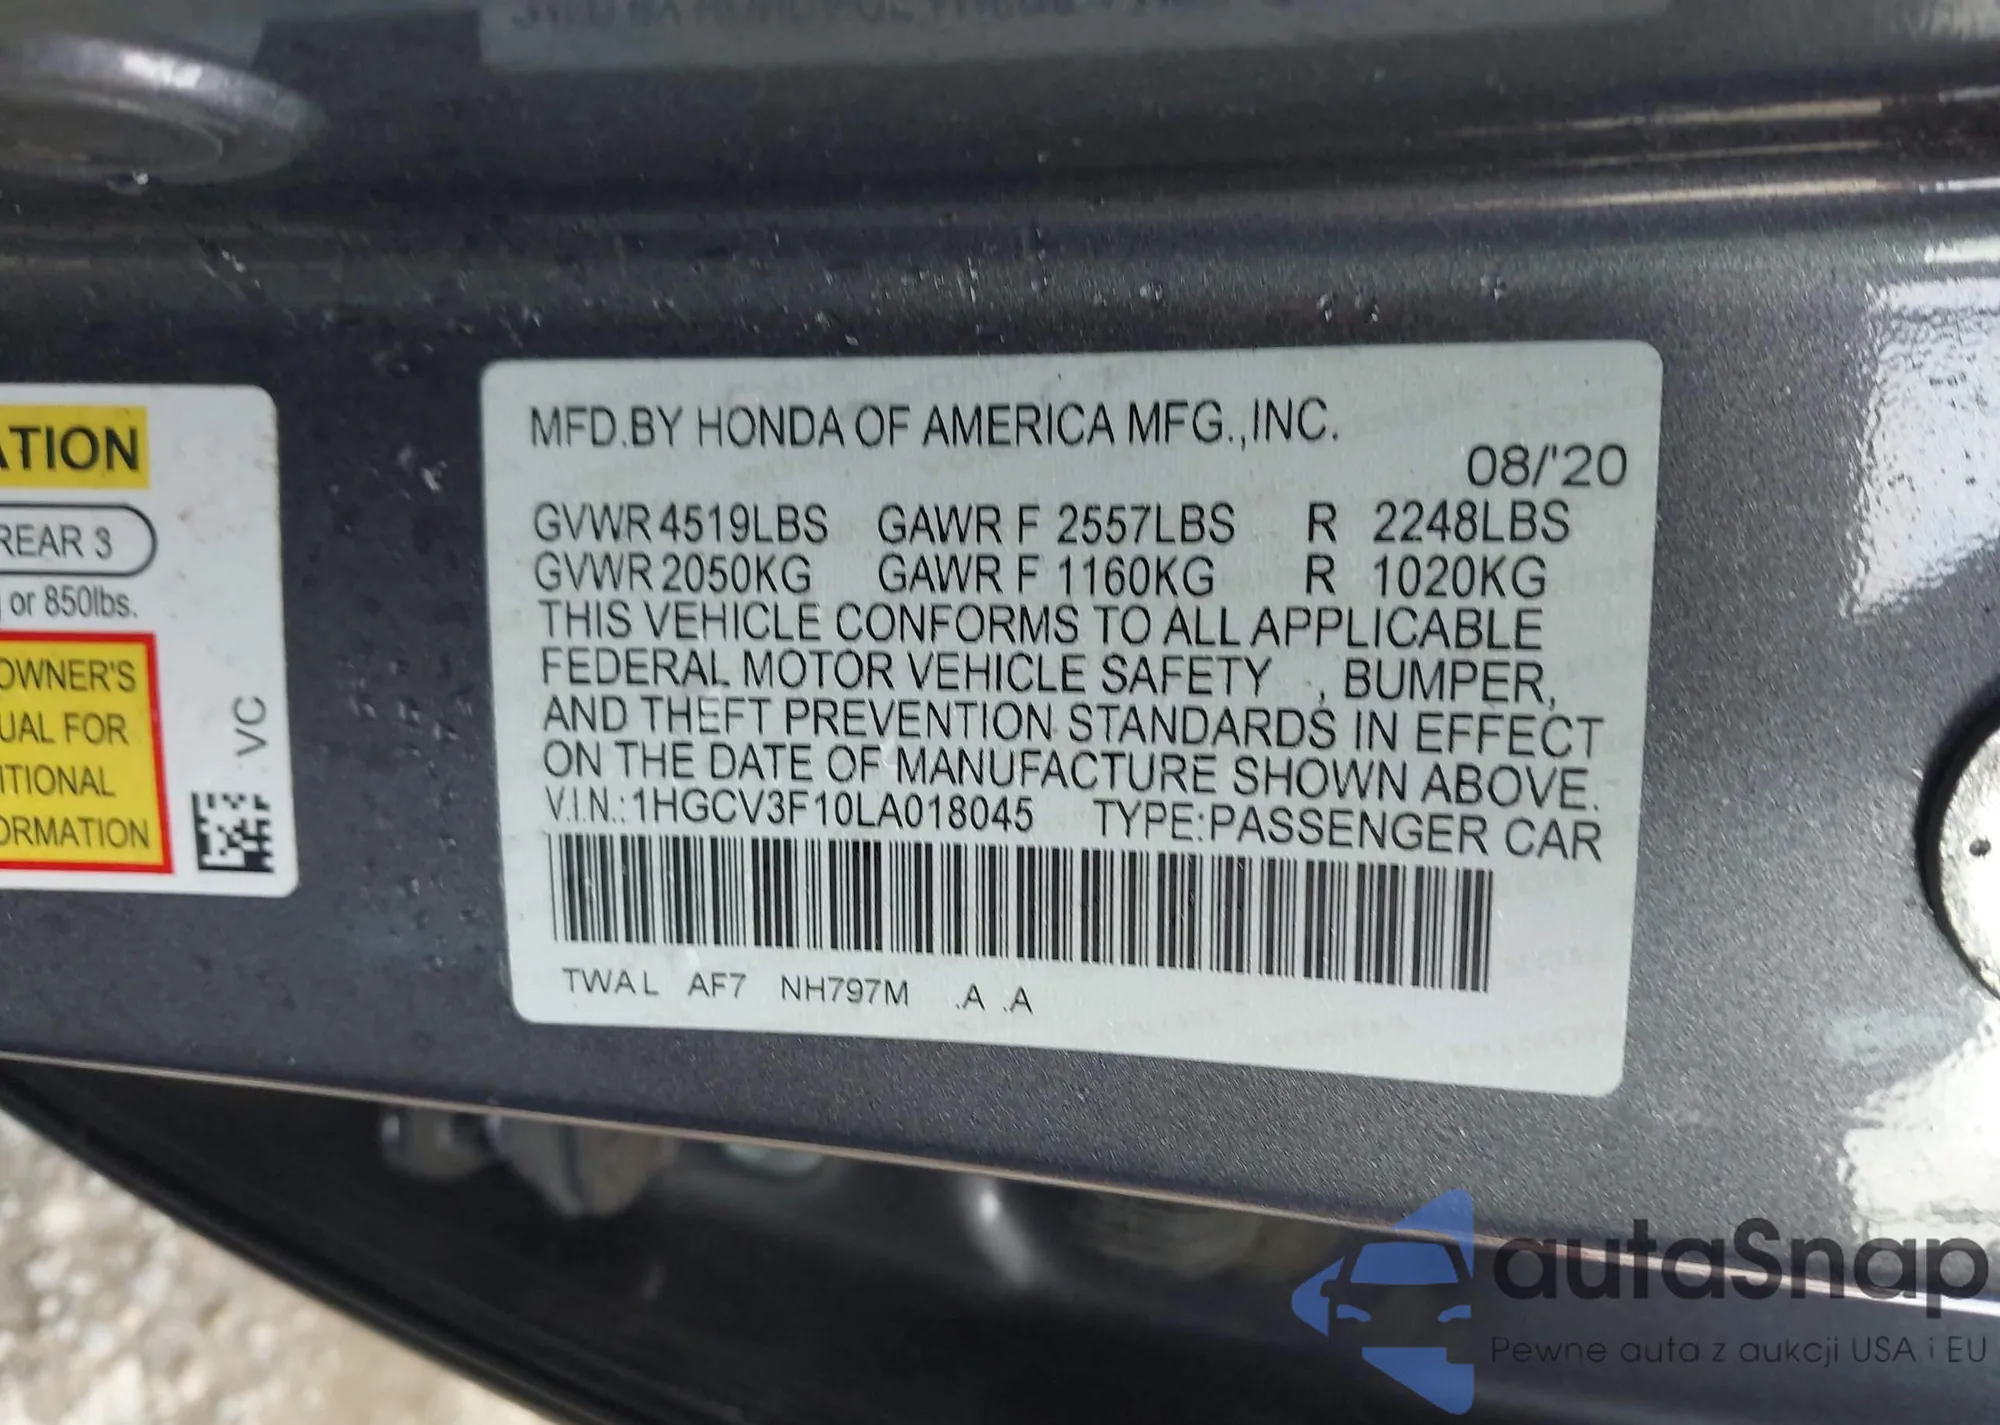 MFD.BY HONDA OF AMERICA MFG.,INC.
08/'20
GVWR 4519LBS GAWR F 2557LBS R 2248LBS
GVWR 2050KG GAWR F 1160KG R 1020KG
THIS VEHICLE CONFORMS TO ALL APPLICABLE
FEDERAL MOTOR VEHICLE SAFETY , BUMPER,
AND THEFT PREVENTION STANDARDS IN EFFECT
ON THE DATE OF MANUFACTURE SHOWN ABOVE.
V.I.N.: 1HGCV3F10LA018045 TYPE:PASSENGER CAR
TWAL AF7 NH797M .A .A
ATION
REAR 3
or 850lbs.
OWNER'S
UAL FOR
ITIONAL
ORMATION
VC
autaSnap
Pewne auta z aukcji USA i EU